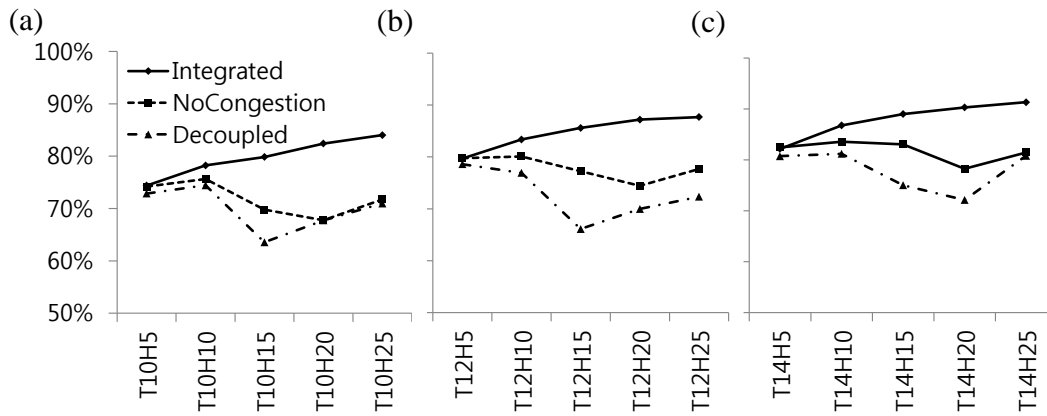 (a)
(b)
(c)
100%
90%
80%
70%
60%
50%
Integrated
NoCongestion
Decoupled
T10H5
T10H10
T10H15
T10H20
T10H25
T12H5
T12H10
T12H15
T12H20
T12H25
T14H5
T14H10
T14H15
T14H20
T14H25